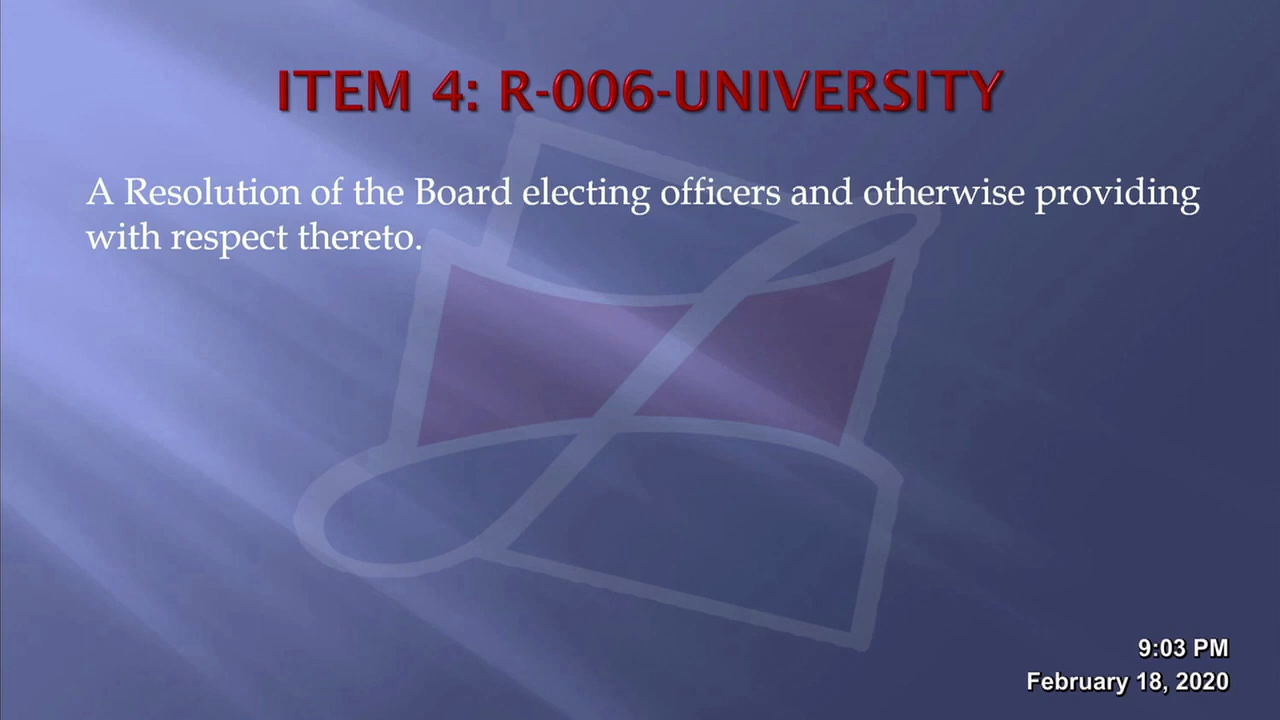 ITEM 4: R-006-UNIVERSITY
A Resolution of the Board electing officers and otherwise providing
with respect thereto.
9:03 PM
February 18, 2020